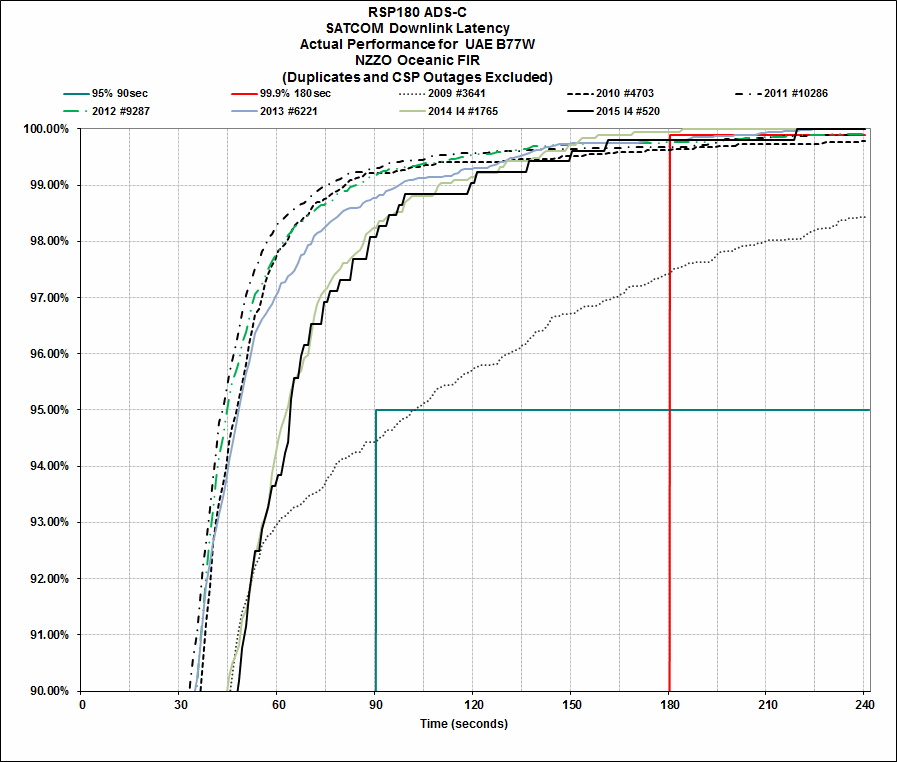 RSP180 ADS-C
SATCOM Downlink Latency
Actual Performance for UAE B77W
NZZO Oceanic FIR
(Duplicates and CSP Outages Excluded)
95% 90sec 99.9% 180sec 2009 #3641 2010 #4703 2011 #10286
2012 #9287 2013 #6221 2014 I4 #1765 2015 I4 #520
100.00%
99.00%
98.00%
97.00%
96.00%
95.00%
94.00%
93.00%
92.00%
91.00%
90.00%
0 30 60 90 120 150 180 210 240
Time (seconds)